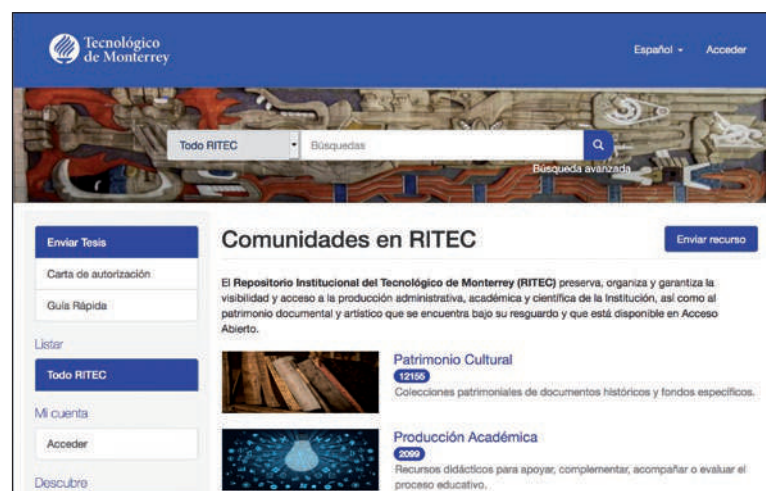 Tecnológico
de Monterrey
Español
Acceder
Todo RITEC
Búsquedas
Búsqueda avanzada
Enviar Tesis
Carta de autorización
Guía Rápida
Listar
Todo RITEC
Mi cuenta
Acceder
Descubre
Comunidades en RITEC
Enviar recurso
El Repositorio Institucional del Tecnológico de Monterrey (RITEC) preserva, organiza y garantiza la
visibilidad y acceso a la producción administrativa, académica y científica de la Institución, así como al
patrimonio documental y artístico que se encuentra bajo su resguardo y que está disponible en Acceso
Abierto.
Patrimonio Cultural
12155
Colecciones patrimoniales de documentos históricos y fondos específicos.
Producción Académica
2099
Recursos didácticos para apoyar, complementar, acompañar o evaluar el
proceso educativo.